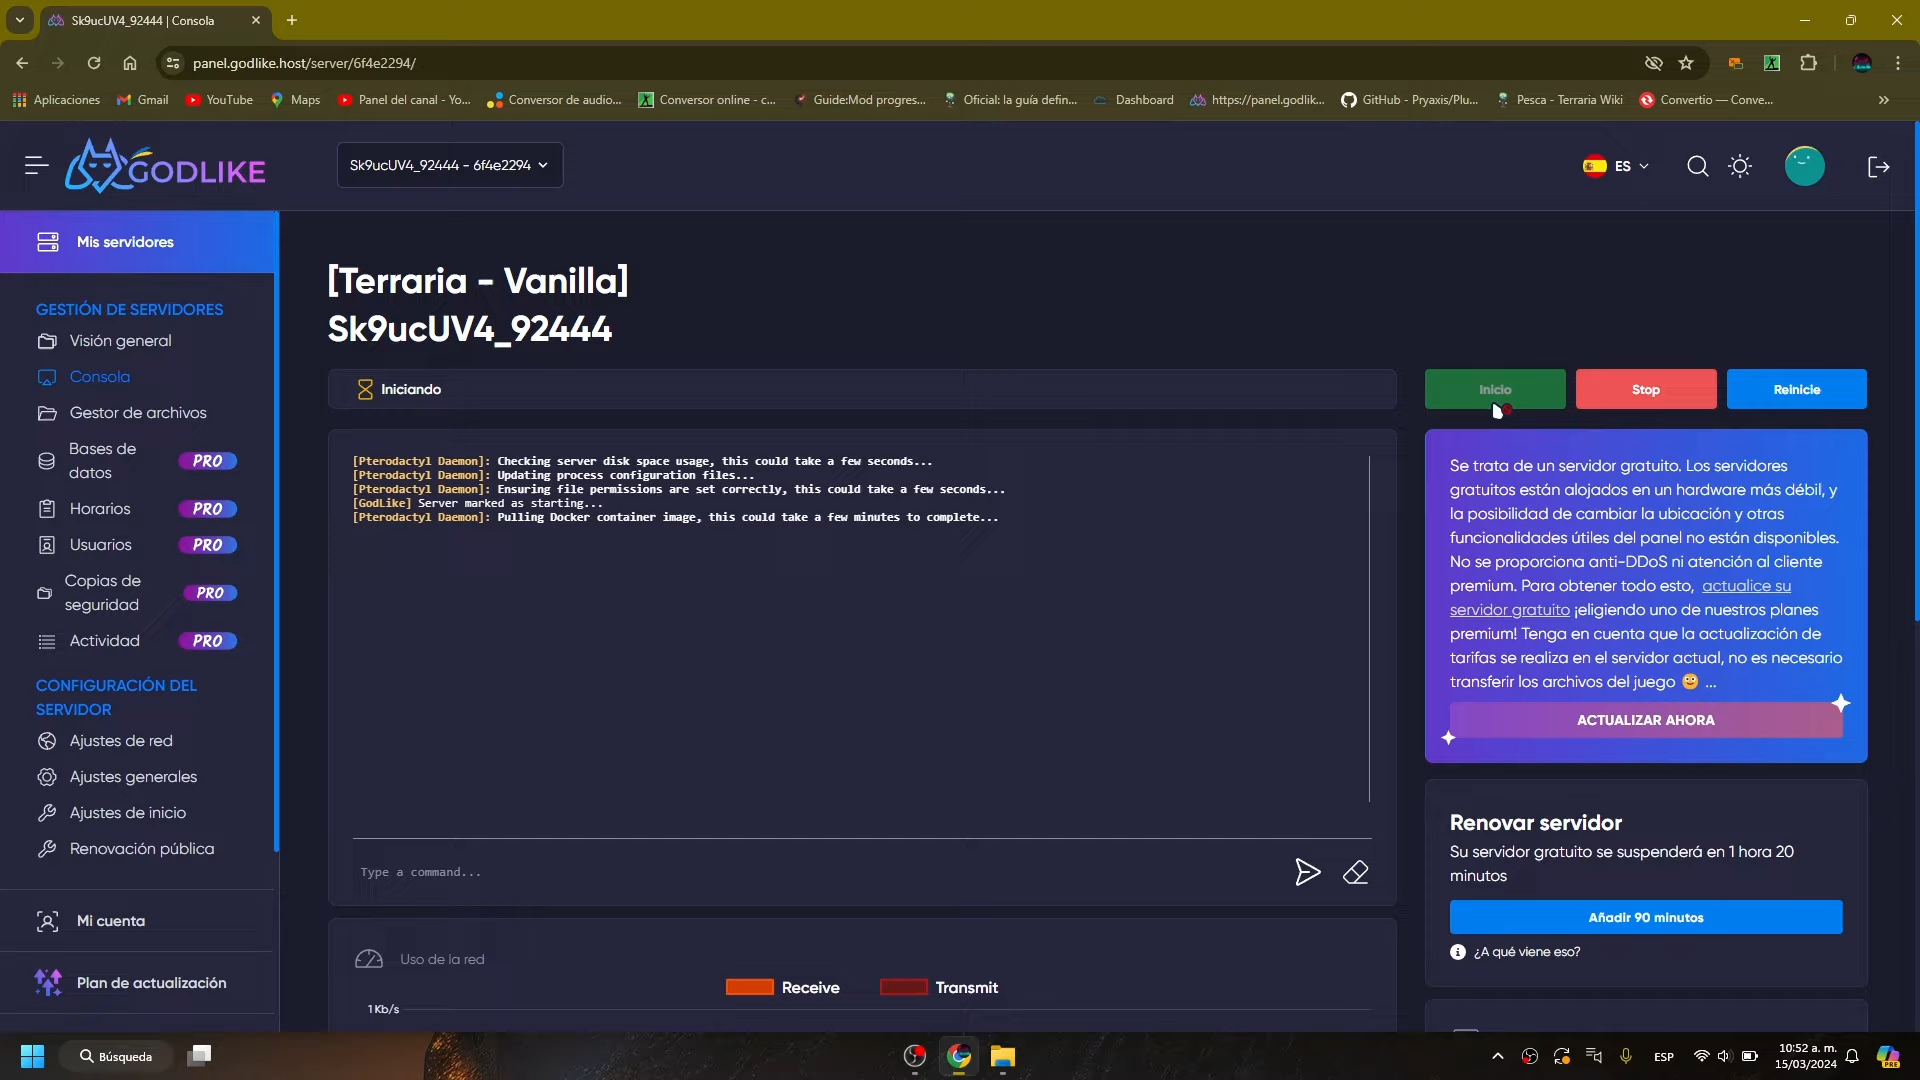 Sk9ucUV4_92444 | Consola
panel.godlike.host/server/6f4e2294/
Aplicaciones
Gmail
YouTube
Maps
Panel del canal - Yo...
Conversor de audio...
Conversor online - c...
Guide:Mod progres...
Oficial: la guía defin...
Dashboard
https://panel.godlik...
GitHub - Pryaxis/Plu...
Pesca - Terraria Wiki
Convertio — Conve...
GODLIKE
Sk9ucUV4_92444 - 6f4e2294
ES
Mis servidores
GESTIÓN DE SERVIDORES
Visión general
Consola
Gestor de archivos
Bases de
datos
PRO
Horarios PRO
Usuarios PRO
Copias de
seguridad
PRO
Actividad PRO
CONFIGURACIÓN DEL
SERVIDOR
Ajustes de red
Ajustes generales
Ajustes de inicio
Renovación pública
Mi cuenta
Plan de actualización
[Terraria - Vanilla]
Sk9ucUV4_92444
Iniciando
Inicio
Stop
Reinicie
[Pterodactyl Daemon]: Checking server disk space usage, this could take a few seconds...
[Pterodactyl Daemon]: Updating process configuration files...
[Pterodactyl Daemon]: Ensuring file permissions are set correctly, this could take a few seconds...
[GodLike] Server marked as starting...
[Pterodactyl Daemon]: Pulling Docker container image, this could take a few minutes to complete...
Type a command...
Uso de la red
Receive
Transmit
1 Kb/s
Se trata de un servidor gratuito. Los servidores
gratuitos están alojados en un hardware más débil, y
la posibilidad de cambiar la ubicación y otras
funcionalidades útiles del panel no están disponibles.
No se proporciona anti-DDoS ni atención al cliente
premium. Para obtener todo esto, actualice su
servidor gratuito ¡eligiendo uno de nuestros planes
premium! Tenga en cuenta que la actualización de
tarifas se realiza en el servidor actual, no es necesario
transferir los archivos del juego 😀 ...
ACTUALIZAR AHORA
Renovar servidor
Su servidor gratuito se suspenderá en 1 hora 20
minutos
Añadir 90 minutos
¿A qué viene eso?
Búsqueda
ESP
10:52 a. m.
15/03/2024
PRE